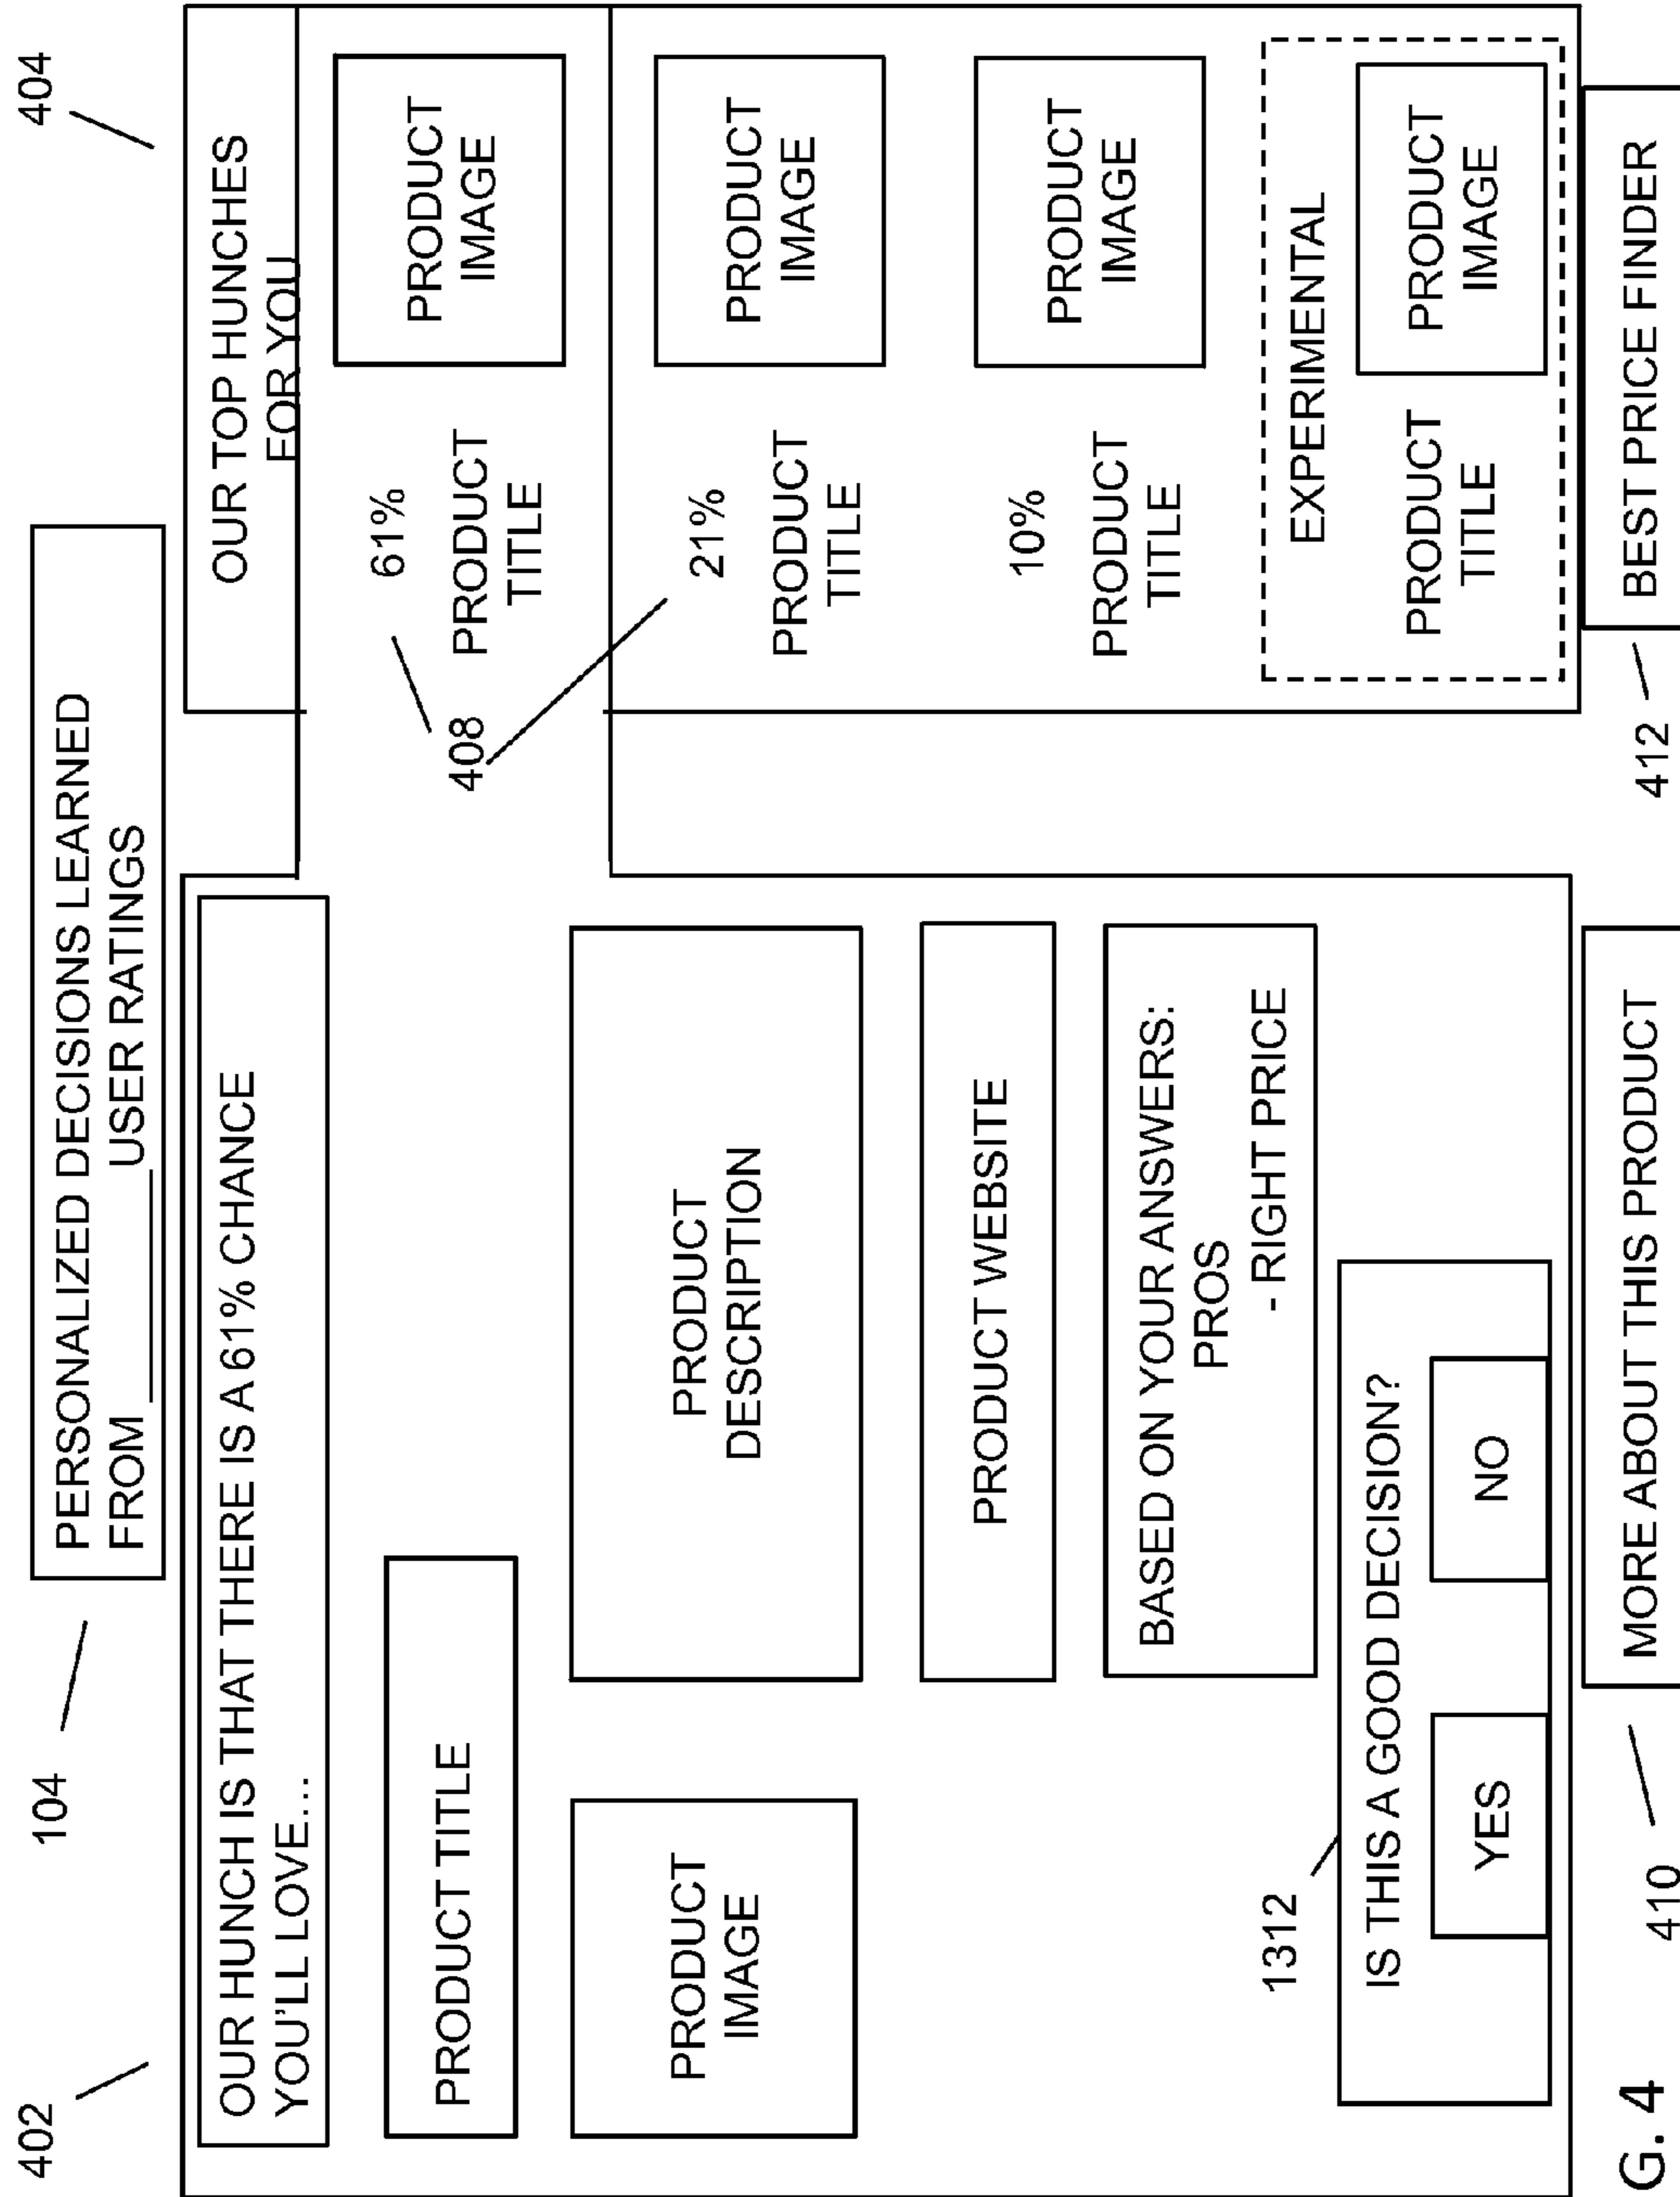 402
104
404
PERSONALIZED DECISIONS LEARNED
FROM ________ USER RATINGS
OUR HUNCH IS THAT THERE IS A 61% CHANCE
YOU'LL LOVE...
PRODUCT TITLE
PRODUCT
IMAGE
PRODUCT
DESCRIPTION
PRODUCT WEBSITE
BASED ON YOUR ANSWERS:
PROS
- RIGHT PRICE
1312
IS THIS A GOOD DECISION?
YES
NO
OUR TOP HUNCHES
FOR YOU
408
61%
PRODUCT
TITLE
PRODUCT
IMAGE
21%
PRODUCT
TITLE
PRODUCT
IMAGE
10%
PRODUCT
TITLE
PRODUCT
IMAGE
EXPERIMENTAL
PRODUCT
TITLE
PRODUCT
IMAGE
410
MORE ABOUT THIS PRODUCT
412
BEST PRICE FINDER
G. 4